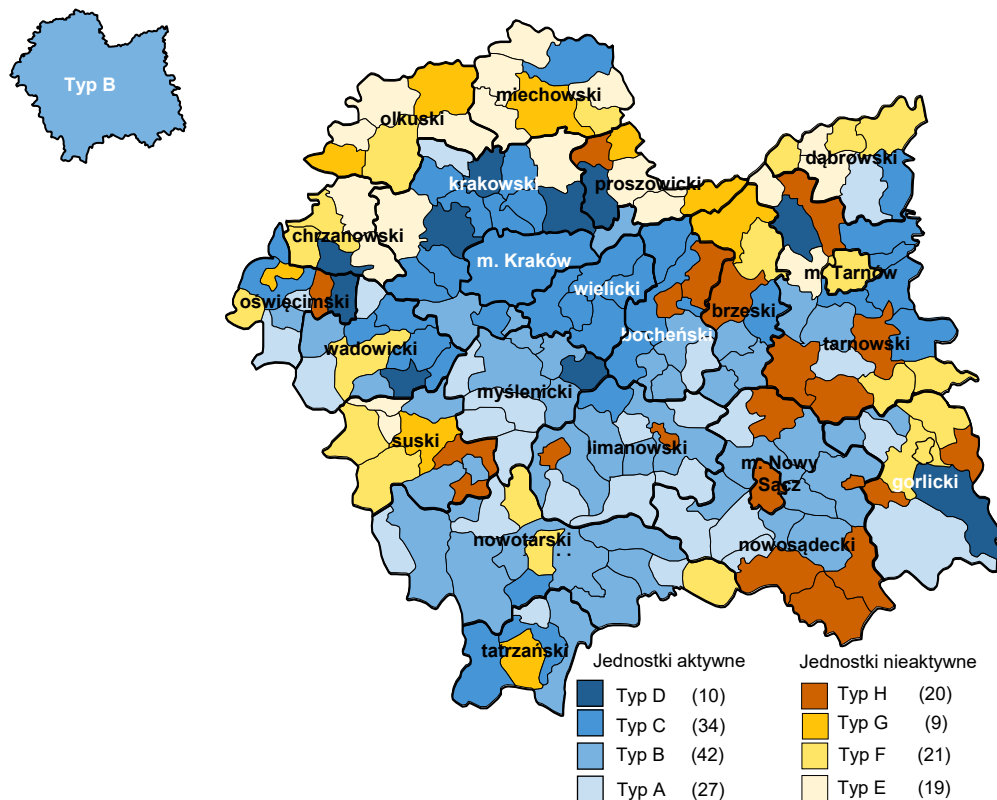 Typ B
miechowski
olkuski
dąbrowski
krakowski
proszowicki
chrzanowski
m. Kraków
m. Tarnów
wielicki
oświęcimski
brzeski
bocheński
tarnowski
wadowicki
myślenicki
suski
limanowski
m. Nowy
Sącz
gorlicki
nowotarski
nowosądecki
tatrzański
Jednostki aktywne
Typ D (10)
Typ C (34)
Typ B (42)
Typ A (27)
Jednostki nieaktywne
Typ H (20)
Typ G (9)
Typ F (21)
Typ E (19)